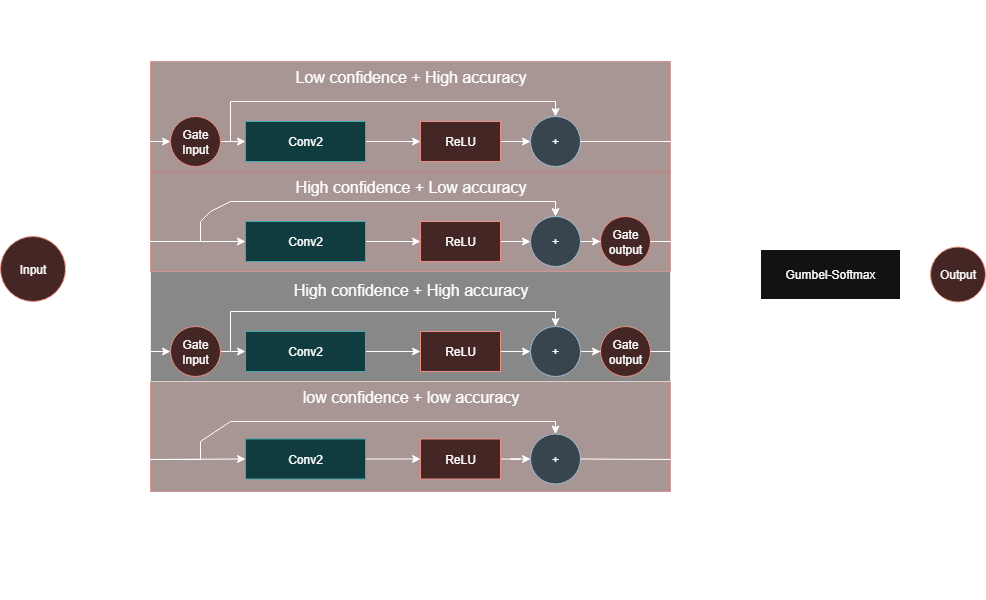 Low confidence + High accuracy
Gate
Input
Conv2
ReLU
+
High confidence + Low accuracy
Conv2
ReLU
+
Gate
output
Input
Gumbel-Softmax
Output
High confidence + High accuracy
Gate
Input
Conv2
ReLU
+
Gate
output
low confidence + low accuracy
Conv2
ReLU
+